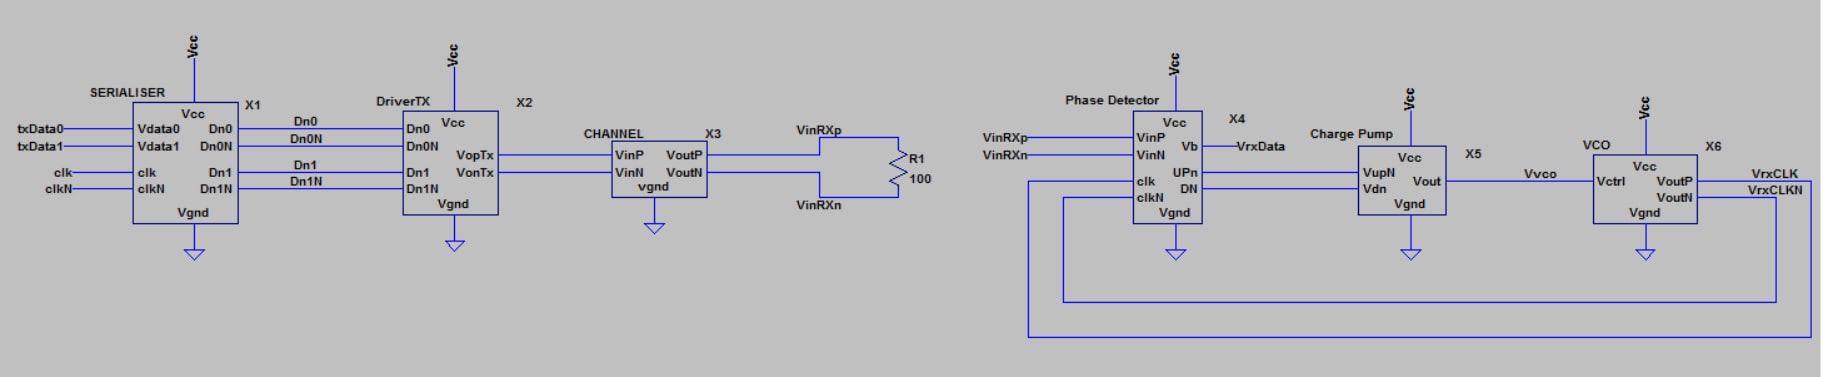 Vcc
SERIALISER
X1
Vcc
txData0
Vdata0
Dn0
Dn0
txData1
Vdata1
Dn0N
Dn0N
clk
clk
Dn1
Dn1
clkN
clkN
Dn1N
Dn1N
Vgnd
Vcc
DriverTX
X2
Vcc
Dn0
Dn0N
VopTx
Dn1
VonTx
Dn1N
Vgnd
CHANNEL
X3
VinP
VoutP
VinN
VoutN
vgnd
VinRXp
R1
100
VinRXn
Vcc
Phase Detector
X4
Vcc
VinRXp
VinP
Vb
VrxData
VinRXn
VinN
UPn
clk
DN
clkN
Vgnd
Vcc
Charge Pump
X5
Vcc
VupN
Vout
Vdn
Vgnd
Vvco
Vcc
VCO
X6
Vcc
Vctrl
VoutP
VrxCLK
VoutN
VrxCLKN
Vgnd